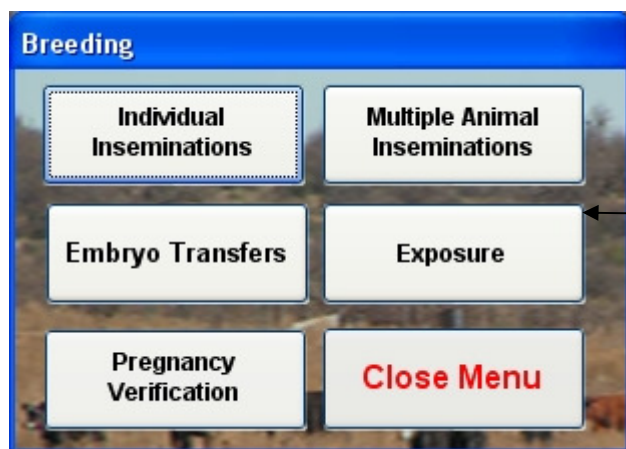 Breeding
Individual
Inseminations
Multiple Animal
Inseminations
Embryo Transfers
Exposure
Pregnancy
Verification
Close Menu